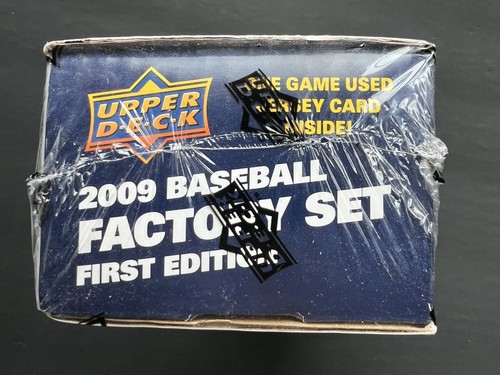 UPPER
D·E·C·K
ONE GAME USED
JERSEY CARD
INSIDE!
2009 BASEBALL
FACTORY SET
FIRST EDITION